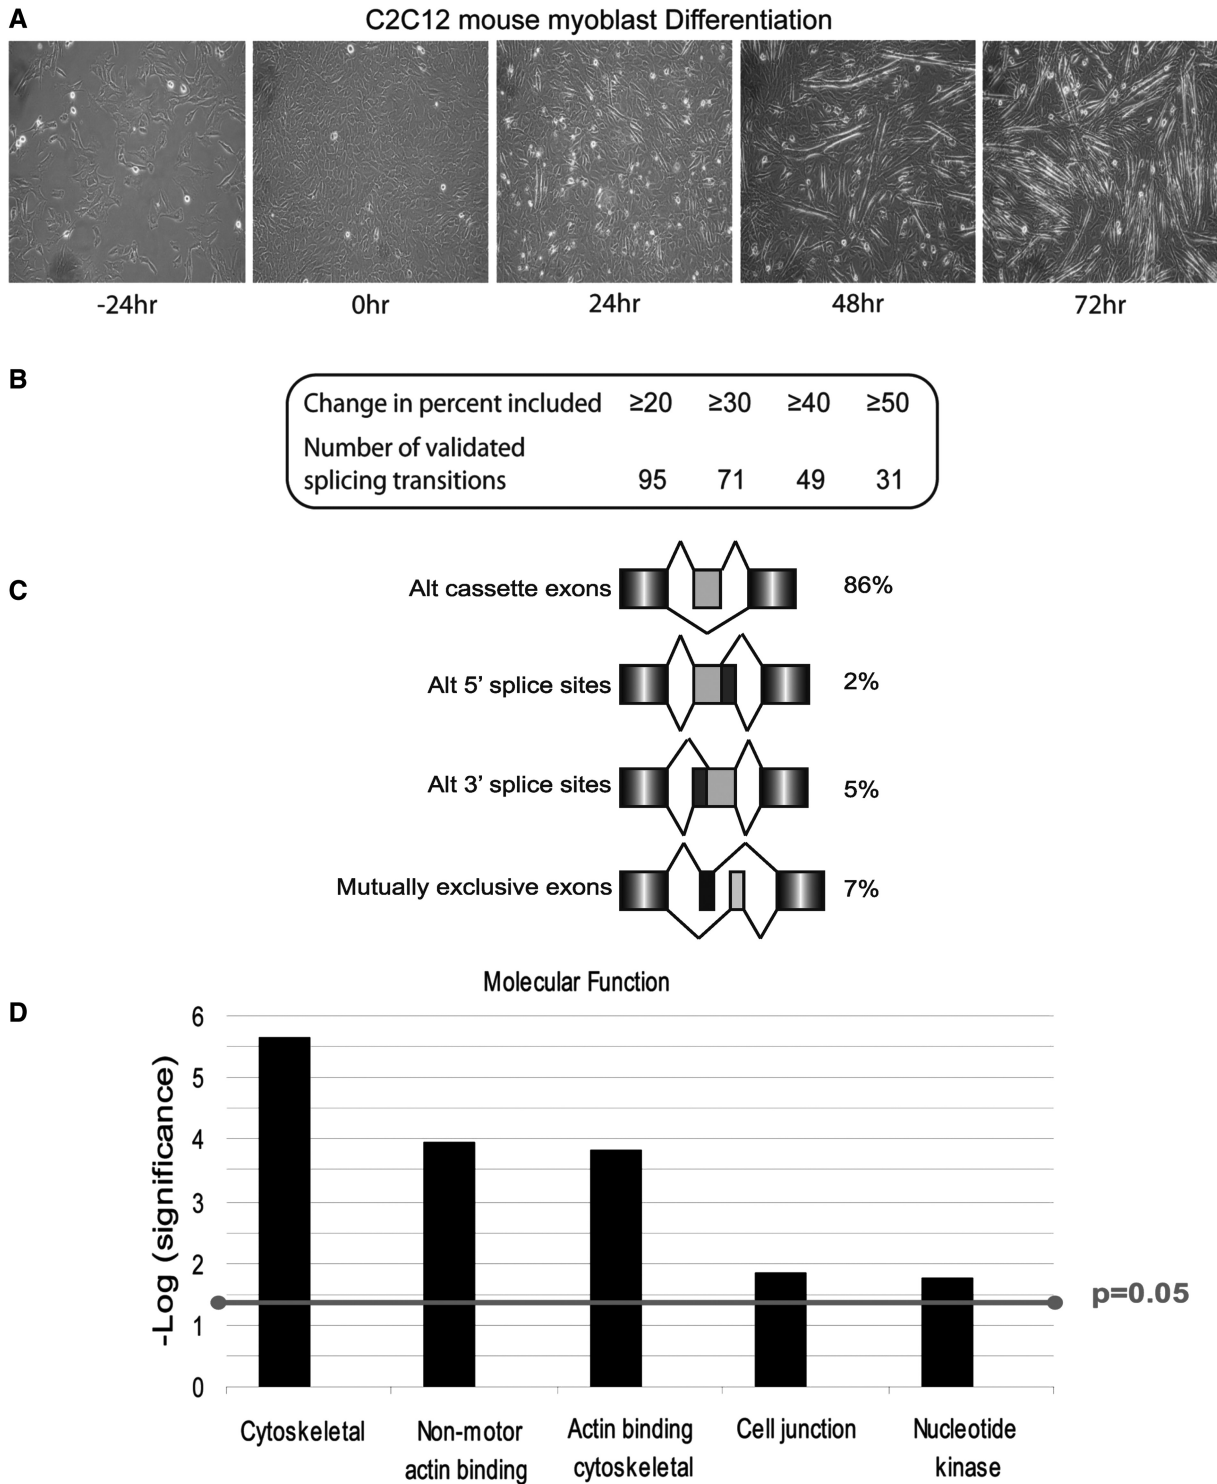 A
C2C12 mouse myoblast Differentiation
-24hr
0hr
24hr
48hr
72hr
B
Change in percent included ≥20 ≥30 ≥40 ≥50
Number of validated
splicing transitions 95 71 49 31
C
Alt cassette exons 86%
Alt 5' splice sites 2%
Alt 3' splice sites 5%
Mutually exclusive exons 7%
D
Molecular Function
-Log (significance)
6
5
4
3
2
1
0
p=0.05
Cytoskeletal
Non-motor
actin binding
Actin binding
cytoskeletal
Cell junction
Nucleotide
kinase